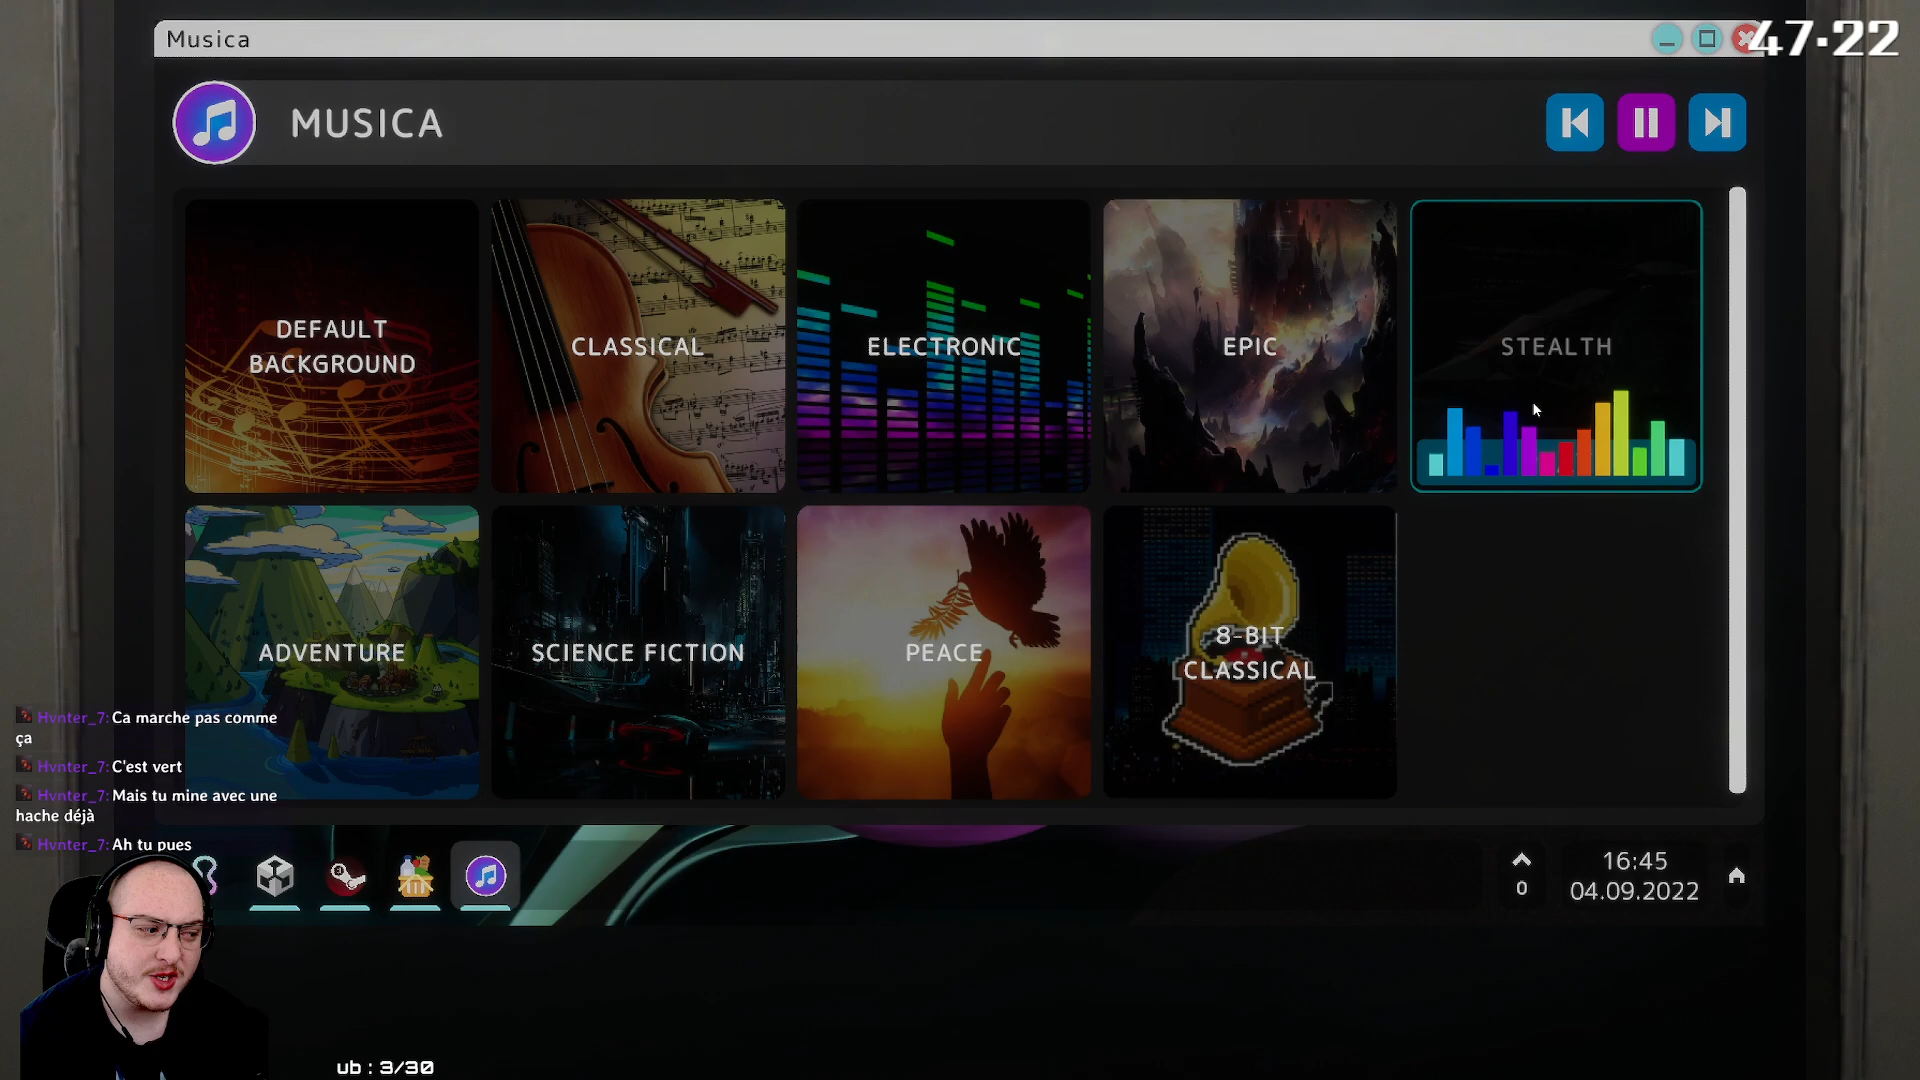 Musica
47:22
MUSICA
DEFAULT
BACKGROUND
CLASSICAL
ELECTRONIC
EPIC
STEALTH
ADVENTURE
SCIENCE FICTION
PEACE
8-BIT
CLASSICAL
Hvnter_7: Ca marche pas comme
ça
Hvnter_7: C'est vert
Hvnter_7: Mais tu mine avec une
hache déjà
Hvnter_7: Ah tu pues
0
16:45
04.09.2022
ub : 3/30